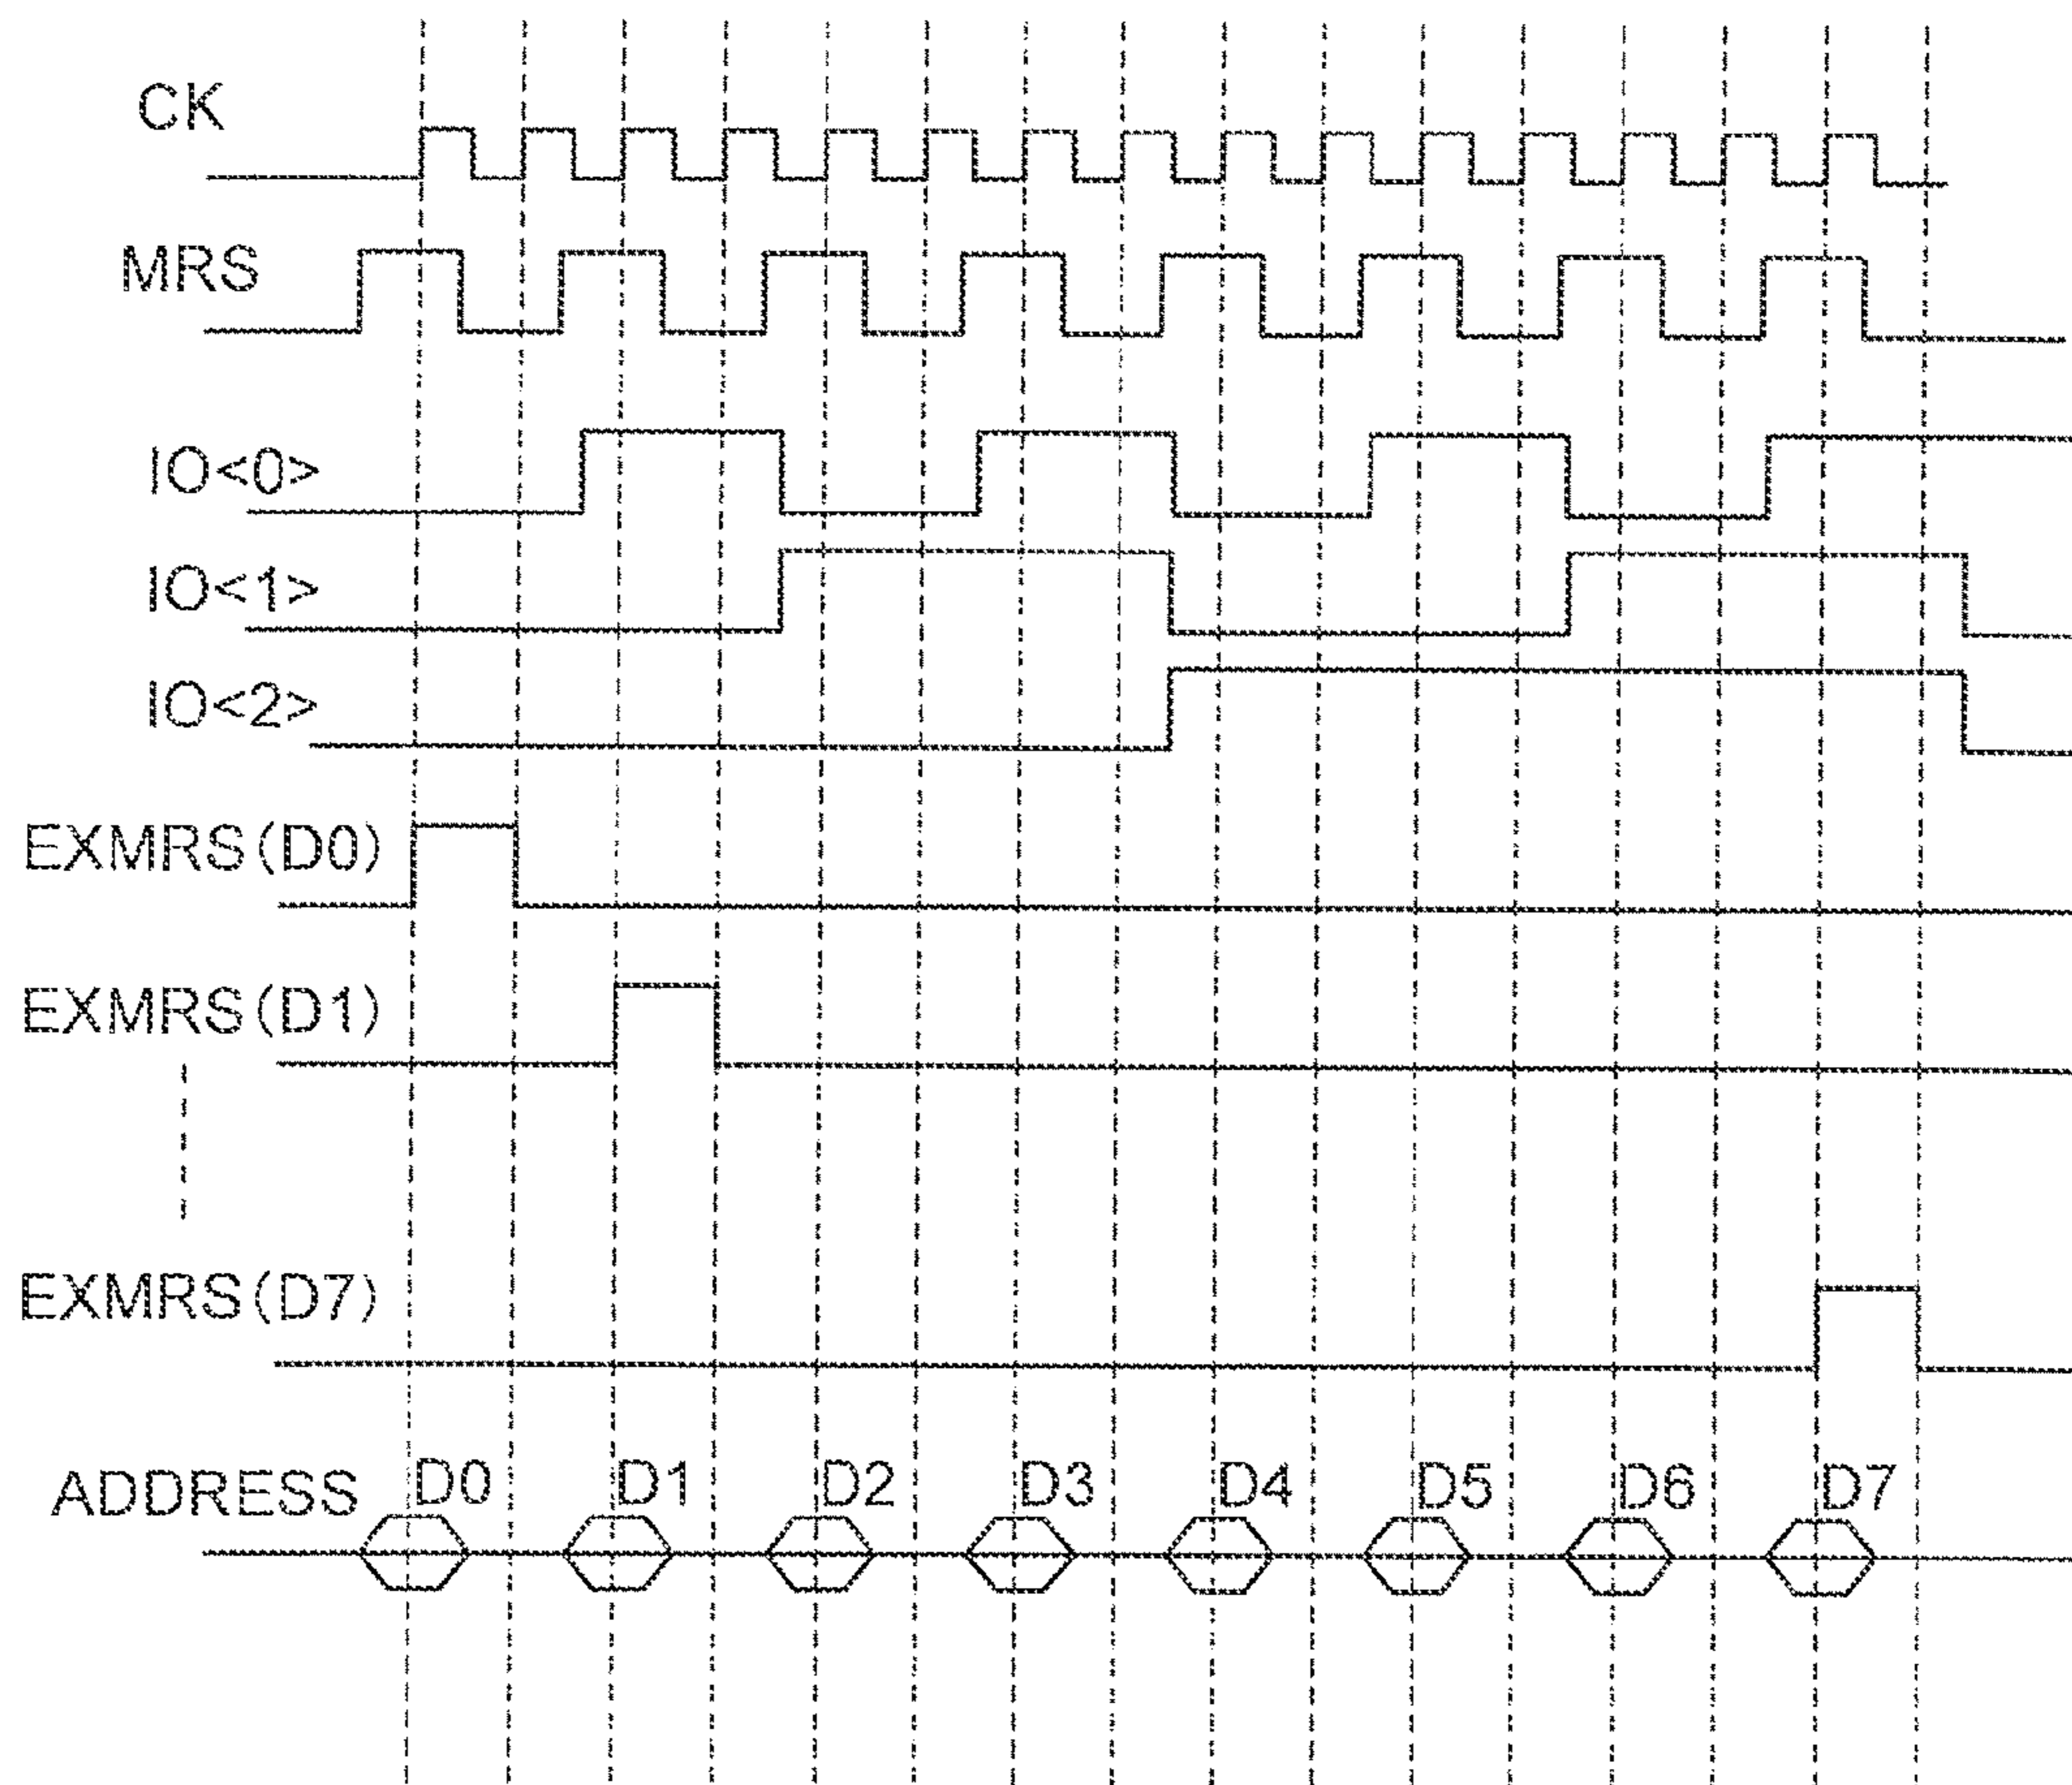 CK
MRS
IO<0>
IO<1>
IO<2>
EXMRS(D0)
EXMRS(D1)
EXMRS(D7)
ADDRESS D0 D1 D2 D3 D4 D5 D6 D7